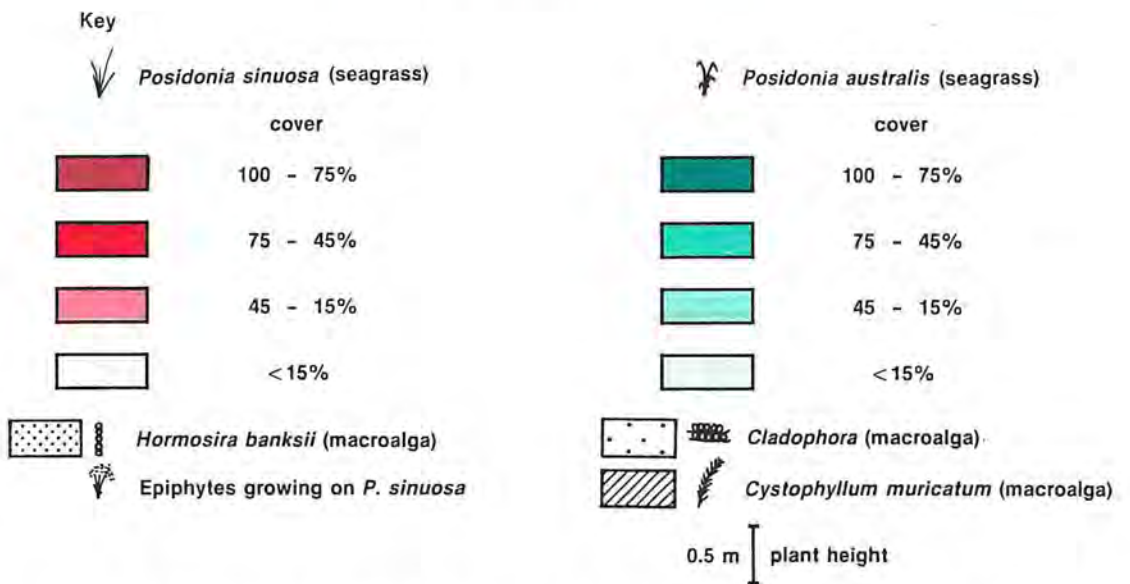 Key
Posidonia sinuosa (seagrass)
cover
100 - 75%
75 - 45%
45 - 15%
<15%
Hormosira banksii (macroalga)
Epiphytes growing on P. sinuosa
Posidonia australis (seagrass)
cover
100 - 75%
75 - 45%
45 - 15%
<15%
Cladophora (macroalga)
Cystophyllum muricatum (macroalga)
0.5 m plant height